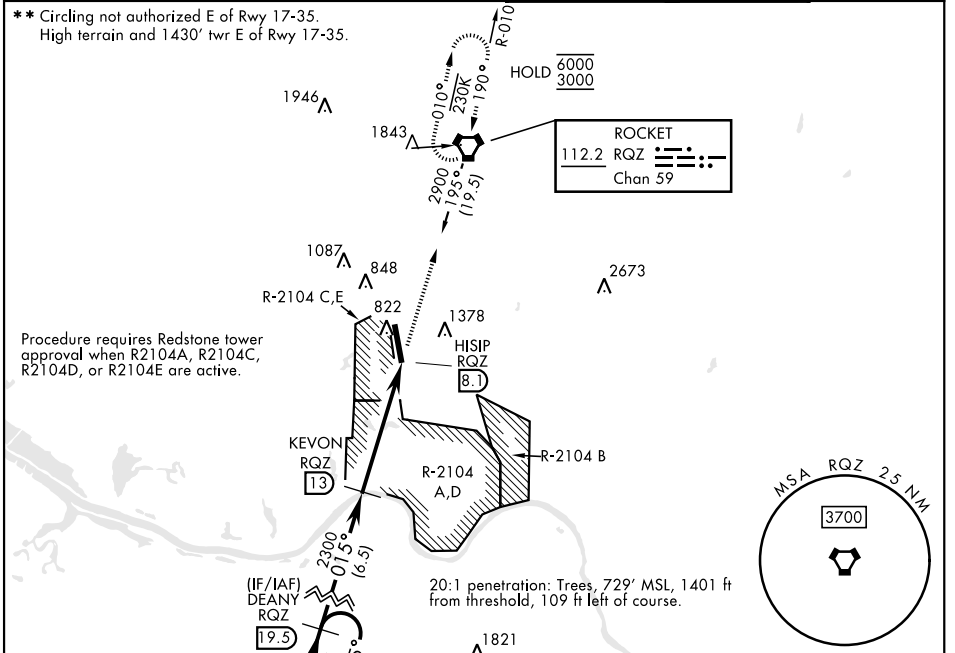 ** Circling not authorized E of Rwy 17-35.
High terrain and 1430' twr E of Rwy 17-35.
R-010
HOLD 6000
3000
010°
230K
190°
1946
1843
ROCKET
112.2 RQZ
Chan 59
2900
195°
(19.5)
1087
848
2673
R-2104 C,E
822
1378
Procedure requires Redstone tower
approval when R2104A, R2104C,
R2104D, or R2104E are active.
HISIP
RQZ
8.1
KEVON
RQZ
13
R-2104
A,D
R-2104 B
MSA RQZ 25 NM
3700
2300
015°
(6.5)
(IF/IAF)
DEANY
RQZ
19.5
20:1 penetration: Trees, 729' MSL, 1401 ft
from threshold, 109 ft left of course.
1821